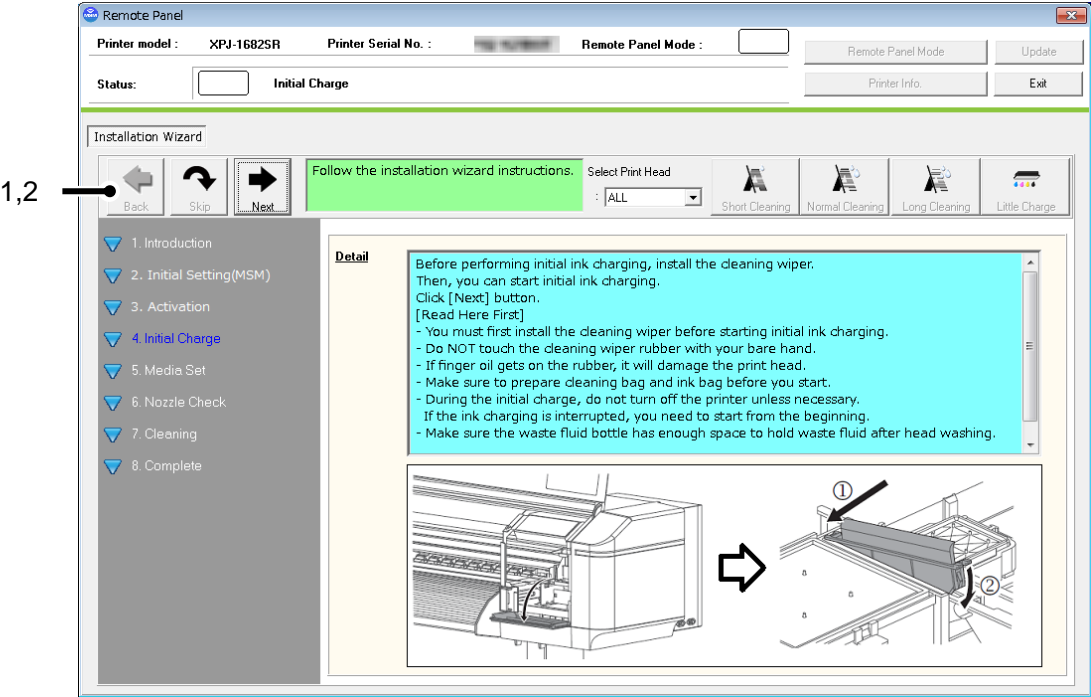 Remote Panel
Printer model : XPJ-1682SR Printer Serial No. : Remote Panel Mode :
Remote Panel Mode Update
Status: Initial Charge
Printer Info. Exit
Installation Wizard
1,2
Back Skip Next
Follow the installation wizard instructions.
Select Print Head
: ALL
Short Cleaning Normal Cleaning Long Cleaning Little Charge
1. Introduction
2. Initial Setting(MSM)
3. Activation
4. Initial Charge
5. Media Set
6. Nozzle Check
7. Cleaning
8. Complete
Detail
Before performing initial ink charging, install the cleaning wiper.
Then, you can start initial ink charging.
Click [Next] button.
[Read Here First]
- You must first install the cleaning wiper before starting initial ink charging.
- Do NOT touch the cleaning wiper rubber with your bare hand.
- If finger oil gets on the rubber, it will damage the print head.
- Make sure to prepare cleaning bag and ink bag before you start.
- During the initial charge, do not turn off the printer unless necessary.
If the ink charging is interrupted, you need to start from the beginning.
- Make sure the waste fluid bottle has enough space to hold waste fluid after head washing.
①
②